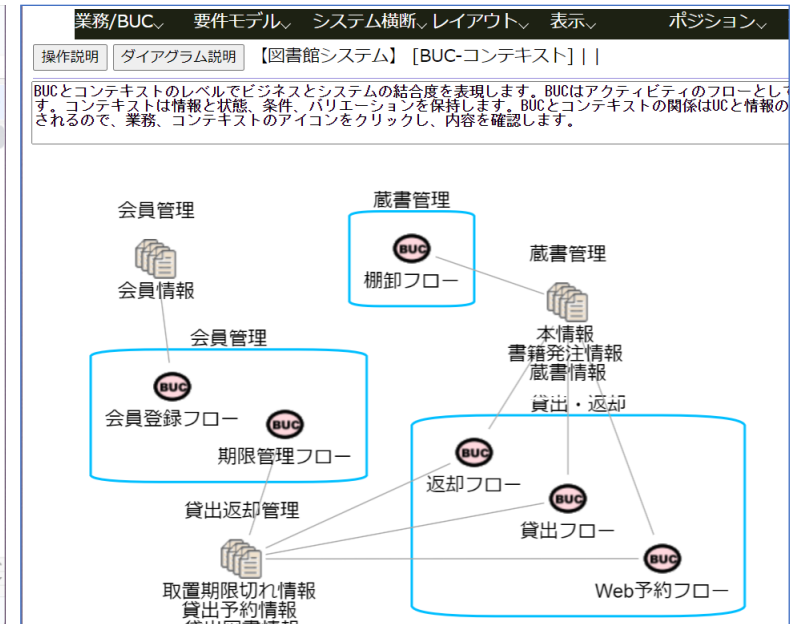 業務/BUC 要件モデル システム横断 レイアウト 表示 ポジション
操作説明 ダイアグラム説明 【図書館システム】 [BUC-コンテキスト] | |
BUCとコンテキストのレベルでビジネスとシステムの結合度を表現します。BUCはアクティビティのフローとして
す。コンテキストは情報と状態、条件、バリエーションを保持します。BUCとコンテキストの関係はUCと情報の
されるので、業務、コンテキストのアイコンをクリックし、内容を確認します。
蔵書管理
会員管理
BUC
棚卸フロー
蔵書管理
会員情報
本情報
書籍発注情報
蔵書情報
会員管理
BUC
会員登録フロー
BUC
期限管理フロー
貸出・返却
BUC
返却フロー
BUC
貸出フロー
BUC
Web予約フロー
貸出返却管理
取置期限切れ情報
貸出予約情報
貸出図書情報